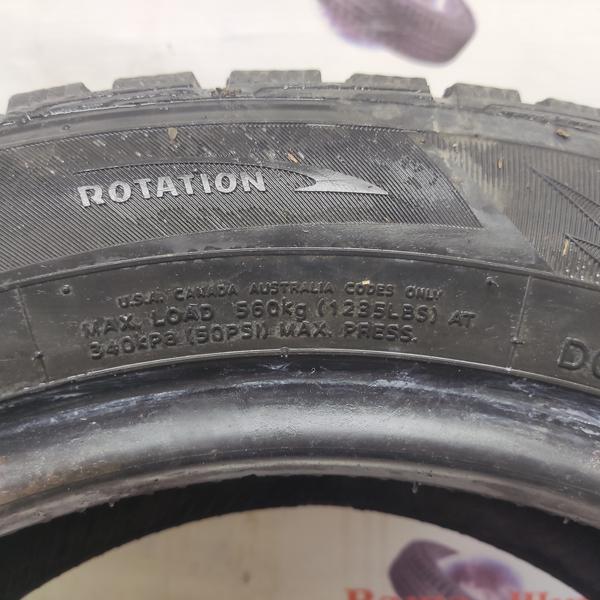 ROTATION
U.S.A. CANADA AUSTRALIA CODES ONLY
MAX. LOAD 560kg (1235LBS) AT
340kPa (50PSI) MAX. PRESS.